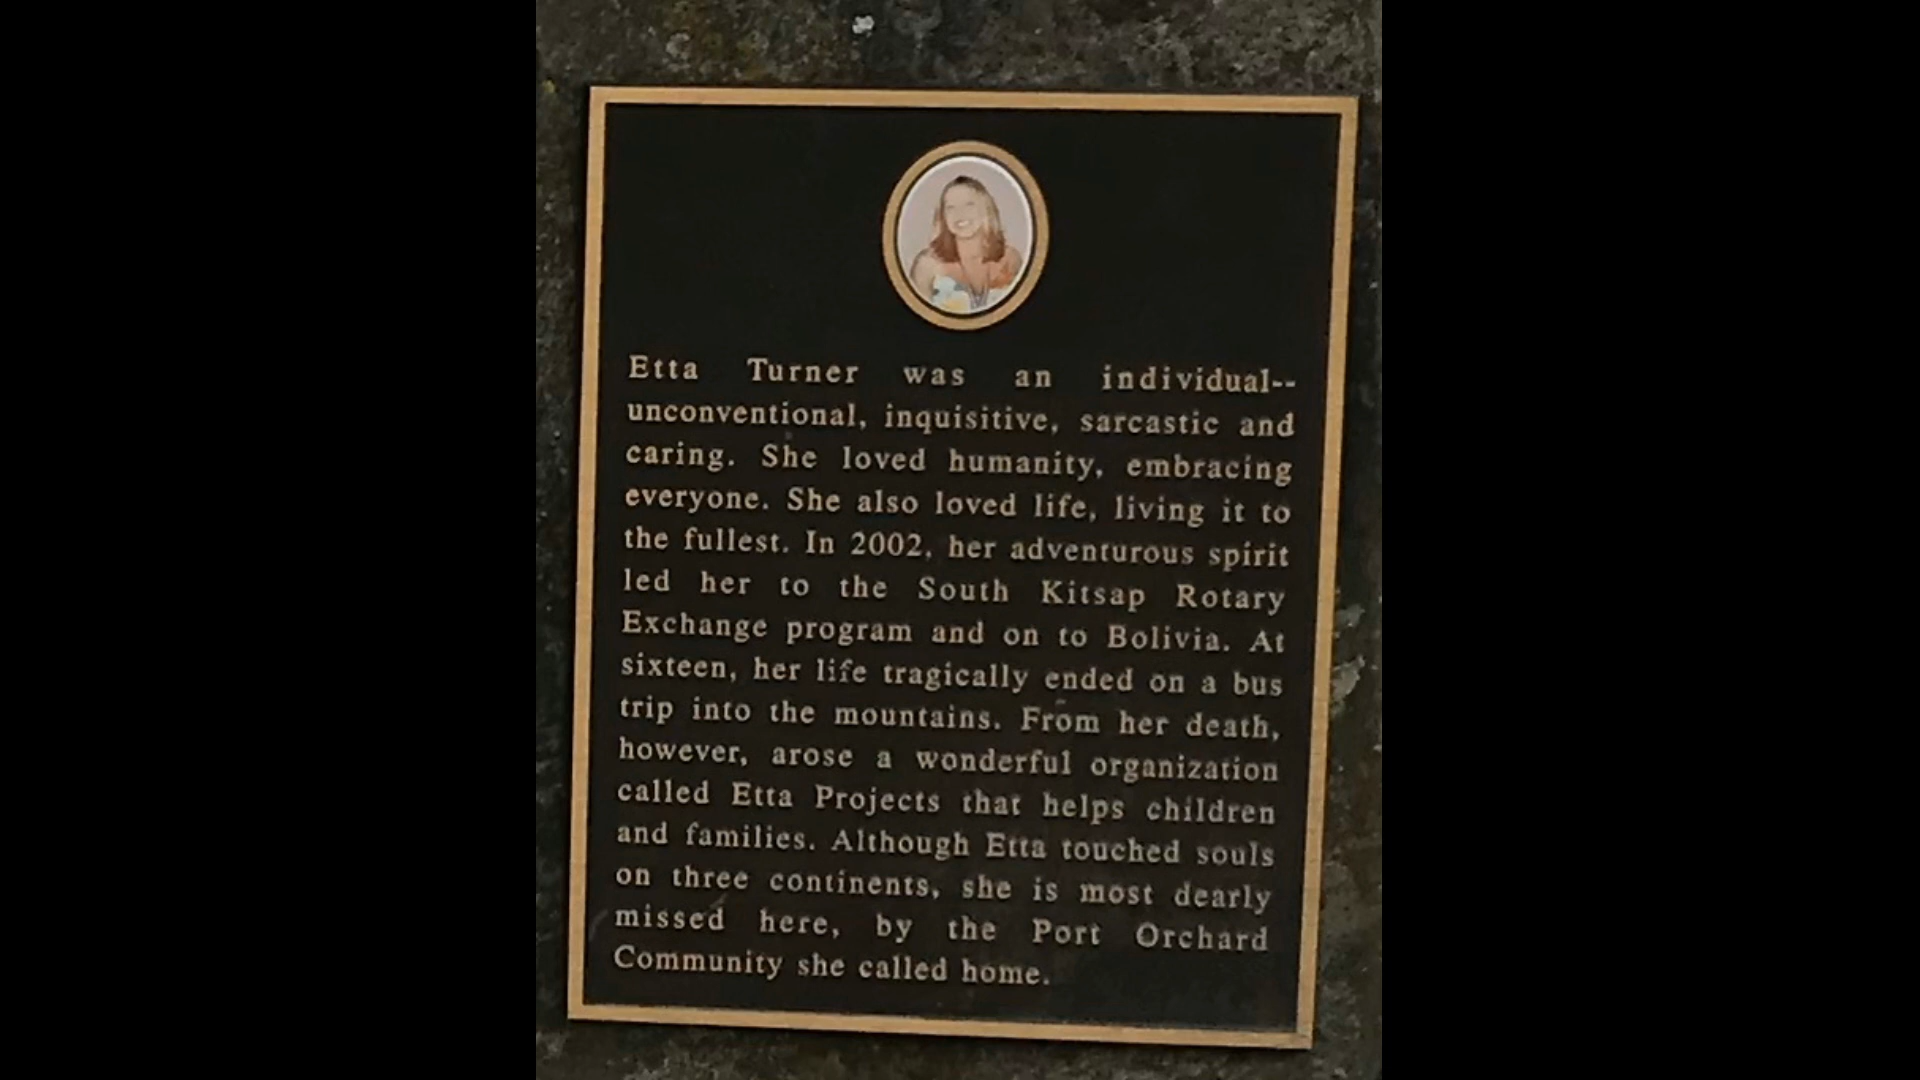 Etta Turner was an individual--
unconventional, inquisitive, sarcastic and
caring. She loved humanity, embracing
everyone. She also loved life, living it to
the fullest. In 2002, her adventurous spirit
led her to the South Kitsap Rotary
Exchange program and on to Bolivia. At
sixteen, her life tragically ended on a bus
trip into the mountains. From her death,
however, arose a wonderful organization
called Etta Projects that helps children
and families. Although Etta touched souls
on three continents, she is most dearly
missed here, by the Port Orchard
Community she called home.